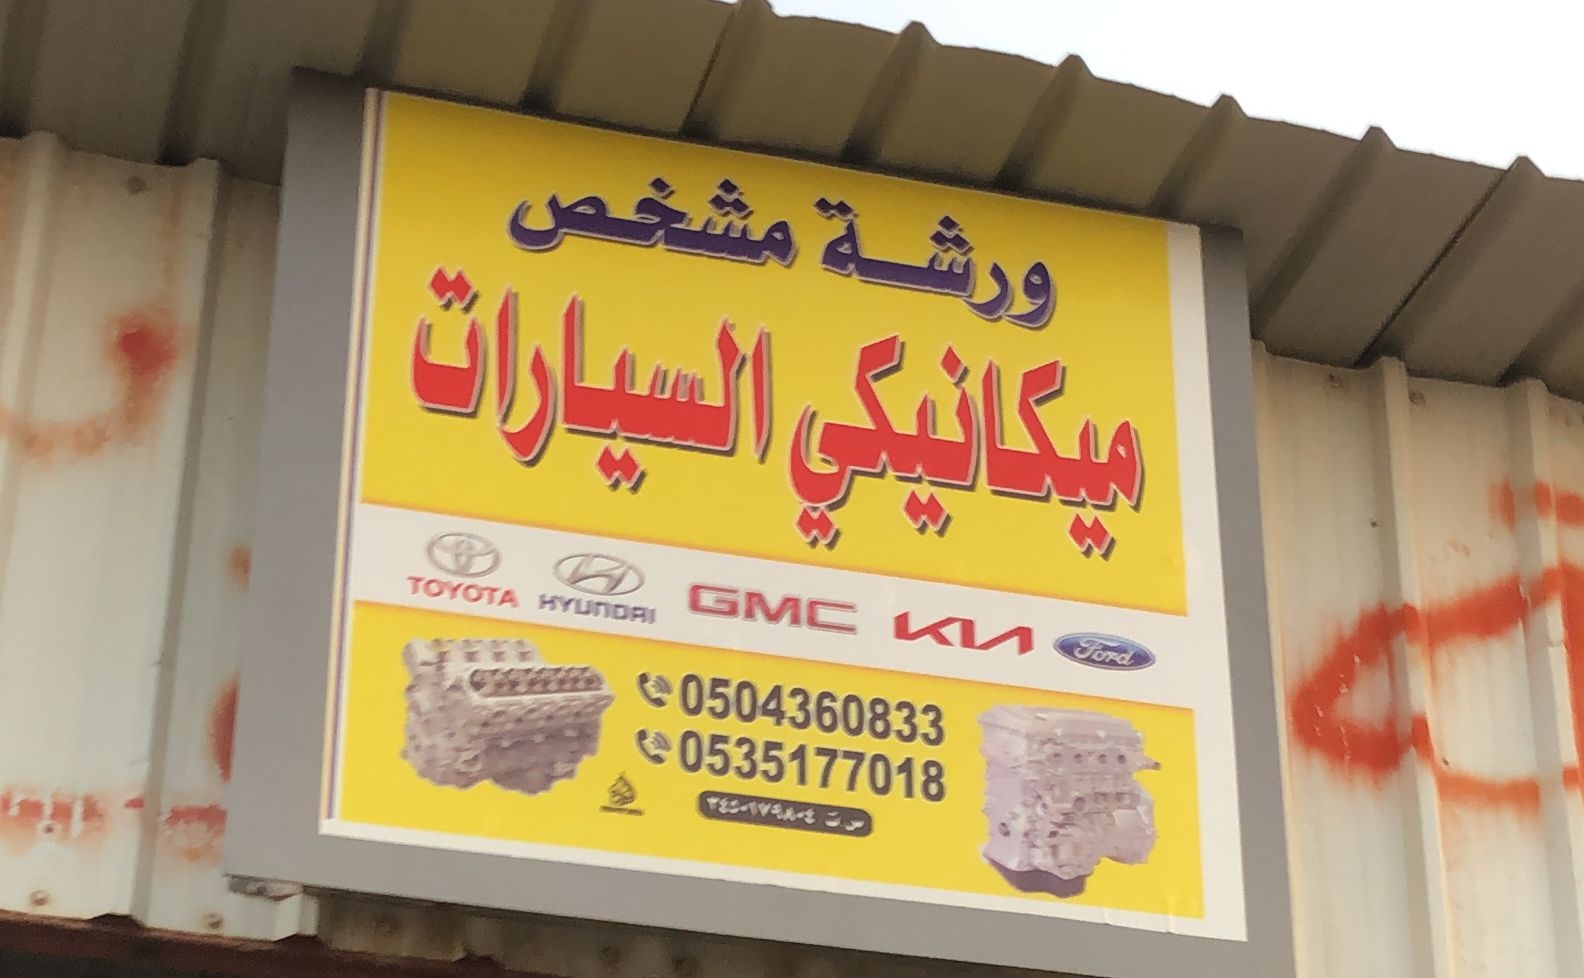 ورشة مشخص
ميكانيكي السيارات
TOYOTA HYUNDAI GMC KIA Ford
0504360833
0535177018
س.ت